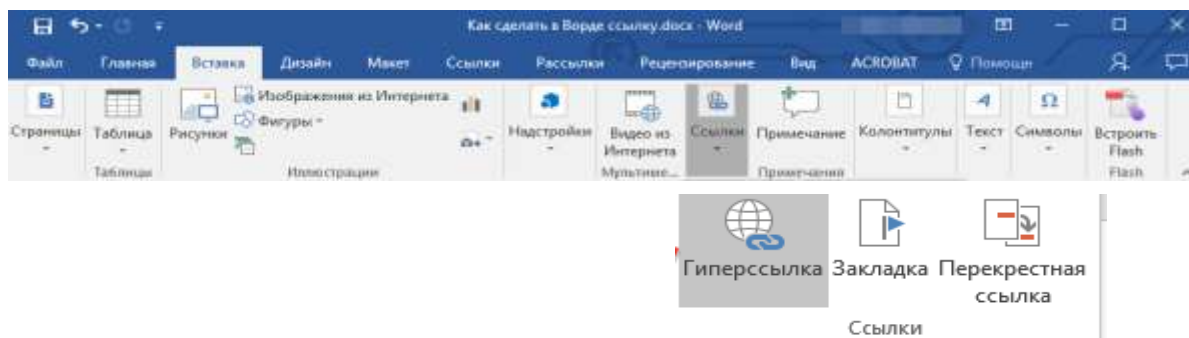 Как сделать в Ворде ссылку.docx - Word
Файл Главная Вставка Дизайн Макет Ссылки Рассылки Рецензирование Вид ACROBAT Помощь
Изображения из Интернета
Фигуры
Страницы Таблица Рисунки Надстройки Видео из Интернета Ссылки Примечание Колонтитулы Текст Символы Встроить Flash
Таблицы Иллюстрации Мультиме... Примечания Flash
Гиперссылка Закладка Перекрестная
ссылка
Ссылки